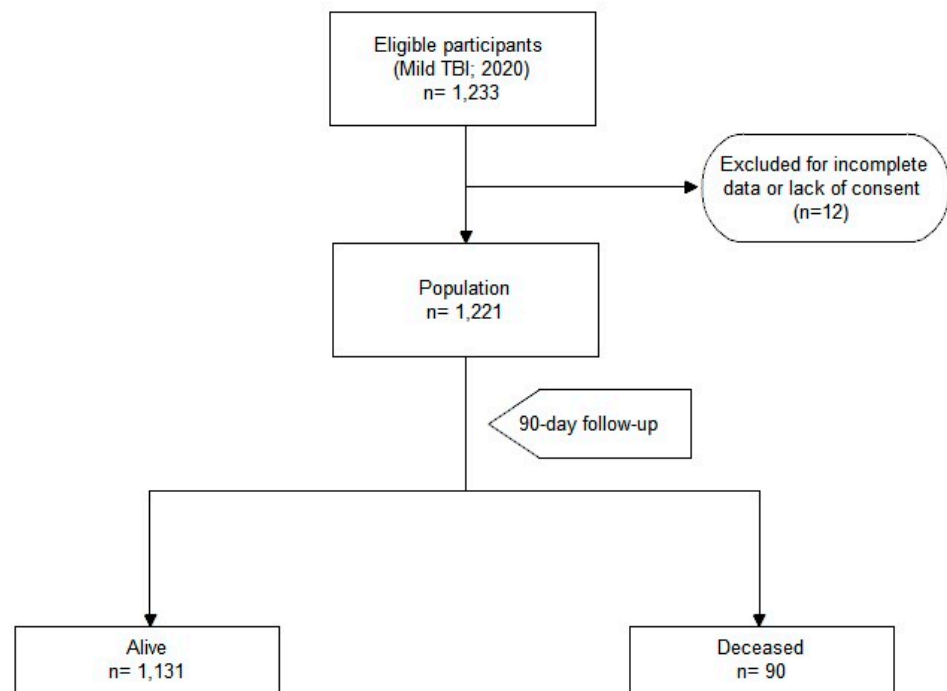 Eligible participants
(Mild TBI; 2020)
n= 1,233
Excluded for incomplete
data or lack of consent
(n=12)
Population
n= 1,221
90-day follow-up
Alive
n= 1,131
Deceased
n= 90